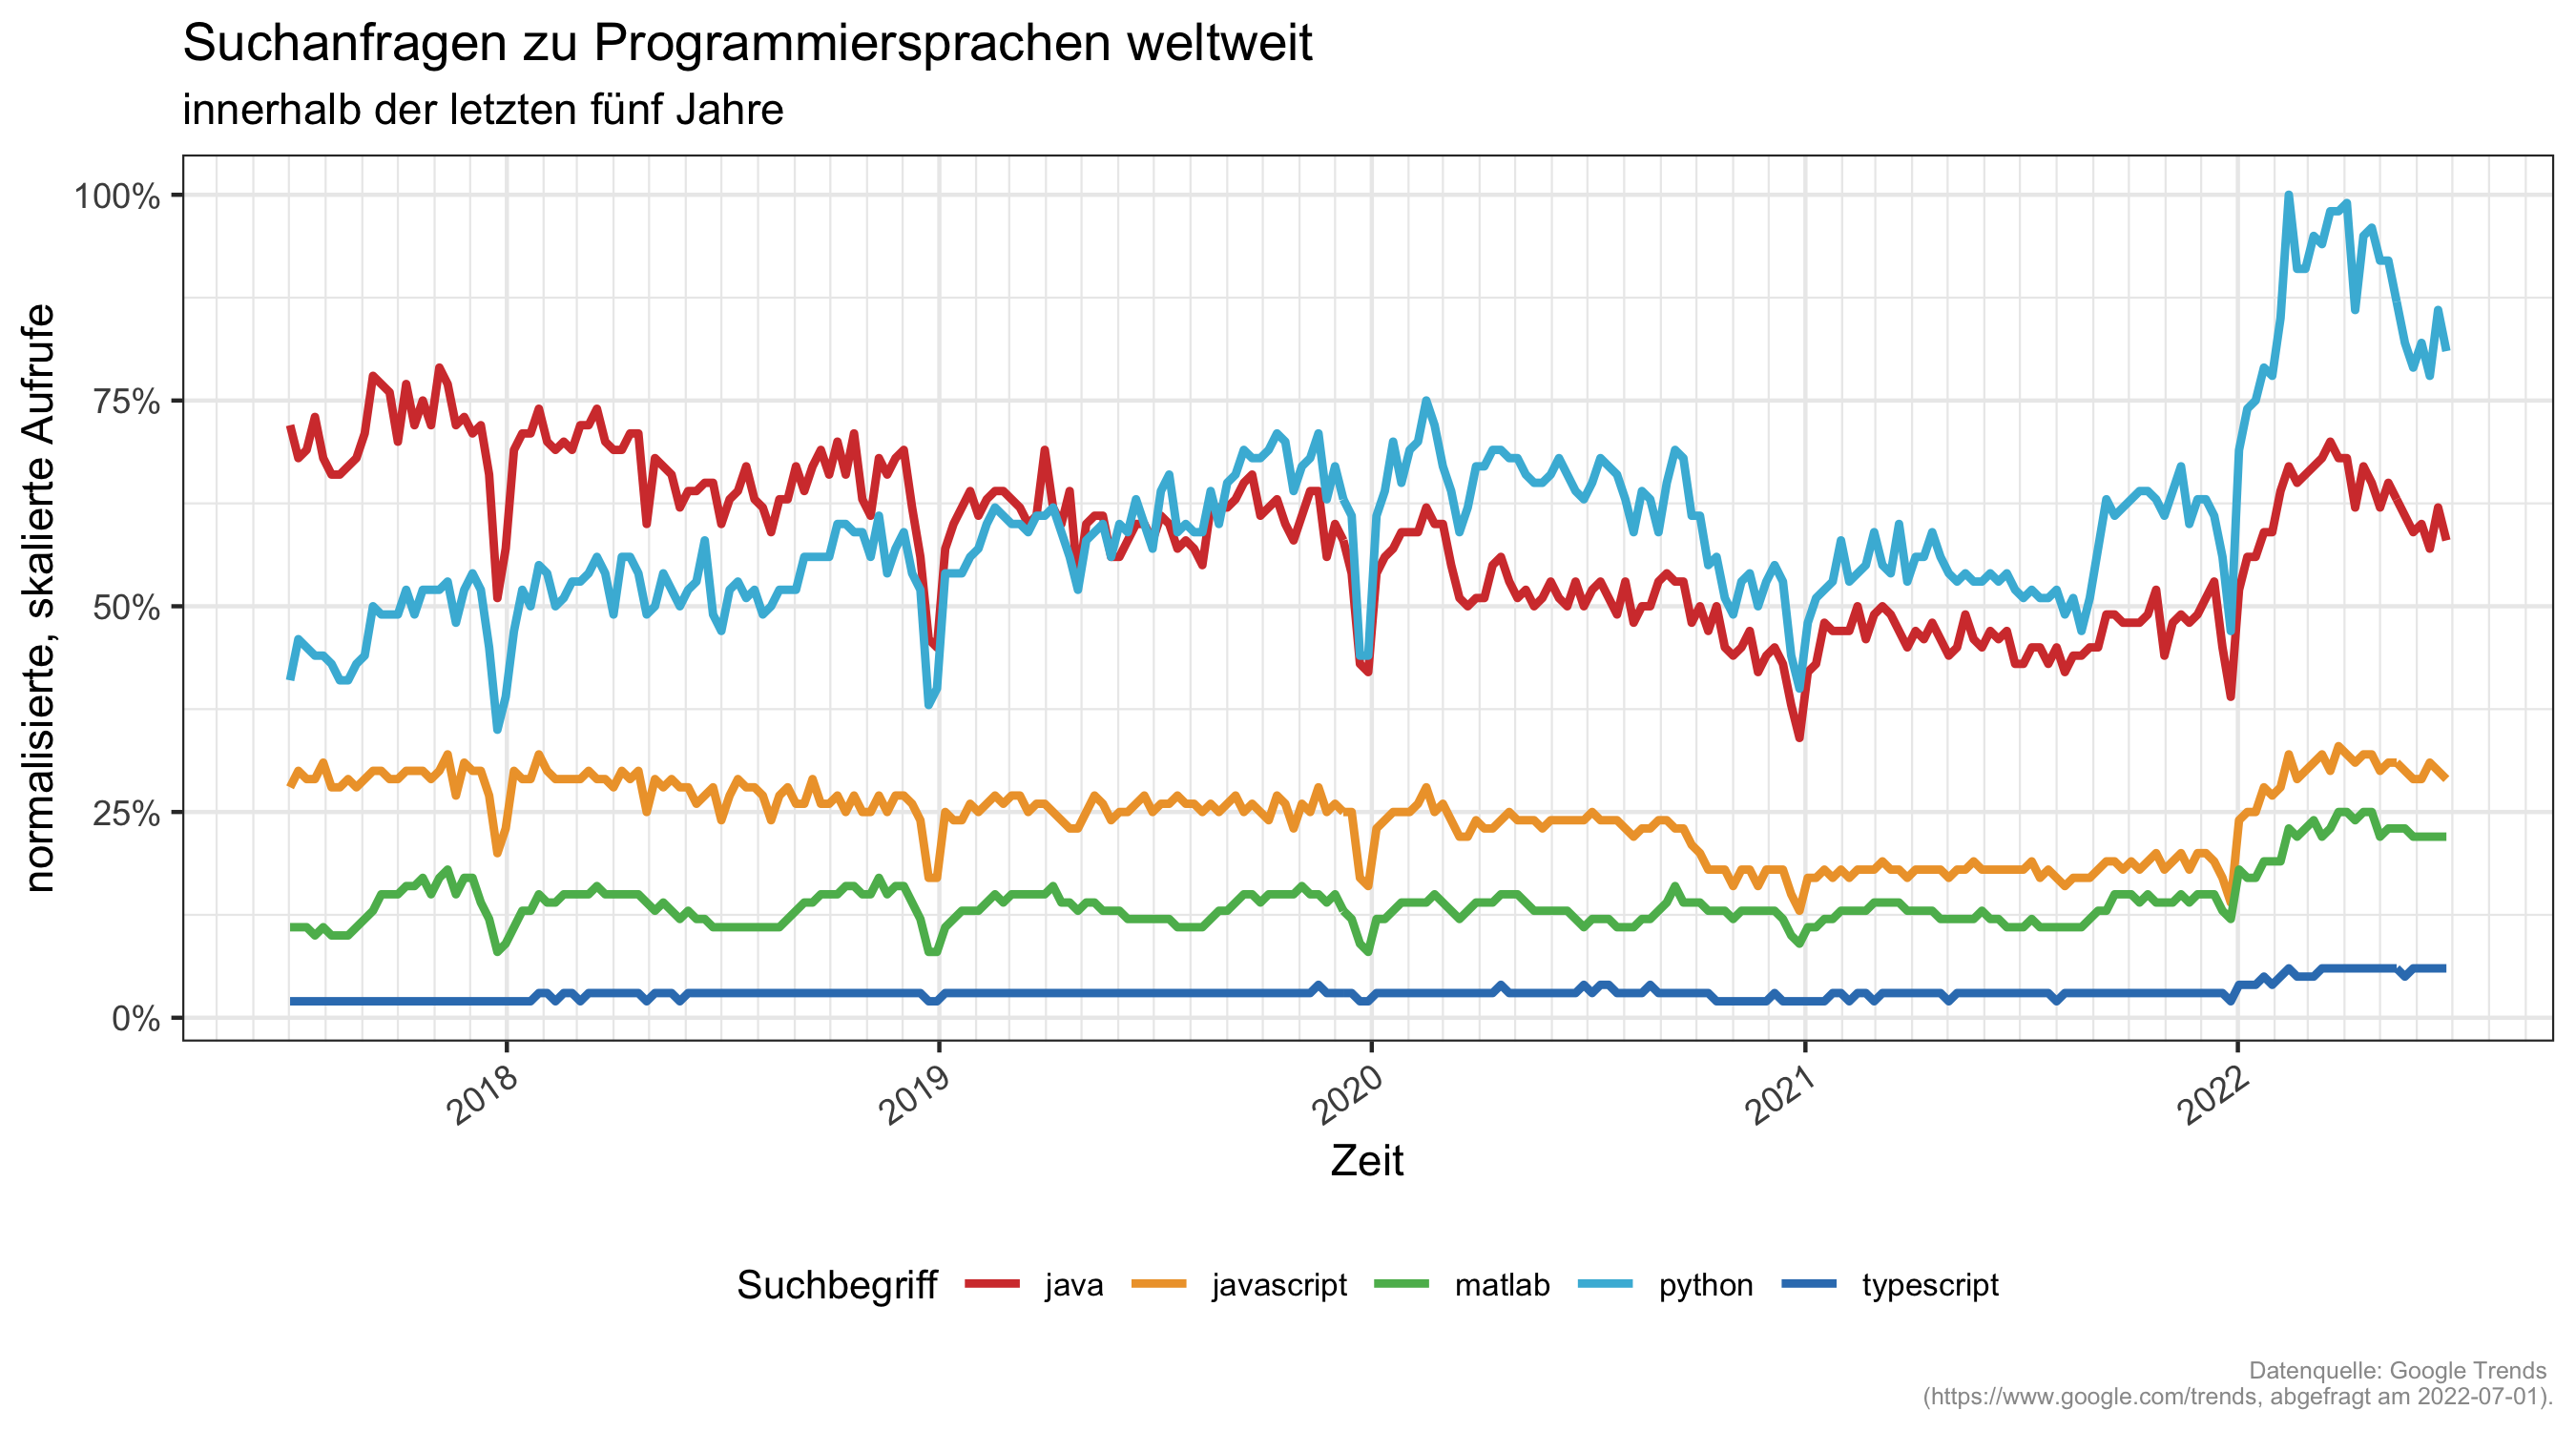 Suchanfragen zu Programmiersprachen weltweit
innerhalb der letzten fünf Jahre
normalisierte, skalierte Aufrufe
100%
75%
50%
25%
0%
2018
2019
2020
2021
2022
Zeit
Suchbegriff java javascript matlab python typescript
Datenquelle: Google Trends
(https://www.google.com/trends, abgefragt am 2022-07-01).